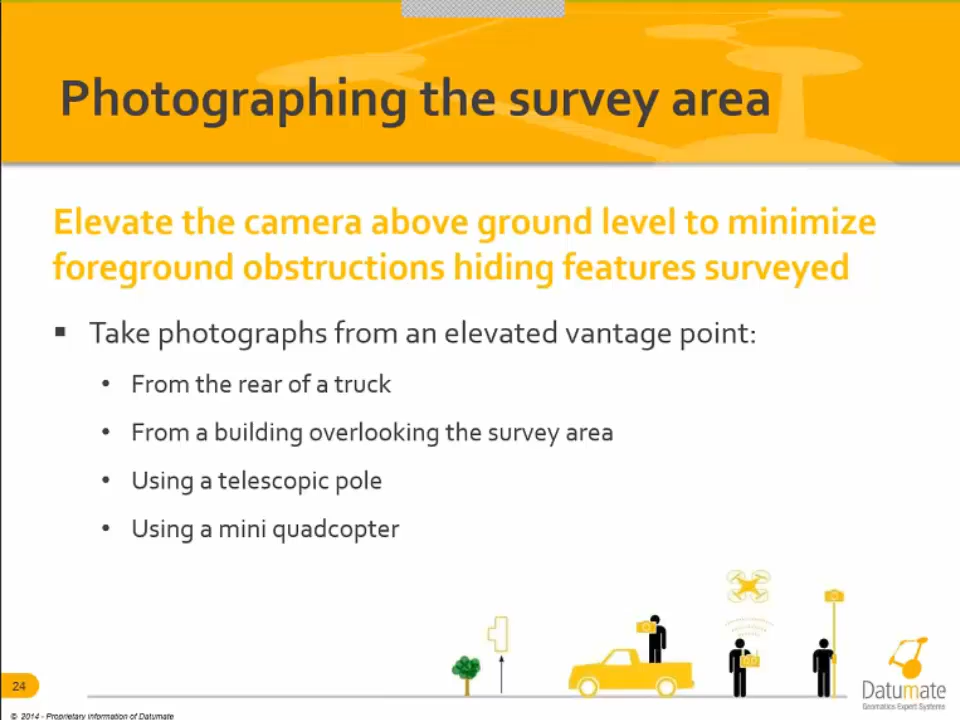 Photographing the survey area
Elevate the camera above ground level to minimize
foreground obstructions hiding features surveyed
▪ Take photographs from an elevated vantage point:
• From the rear of a truck
• From a building overlooking the survey area
• Using a telescopic pole
• Using a mini quadcopter
24
Datumate
Geomatics Expert Systems
© 2014 - Proprietary information of Datumate